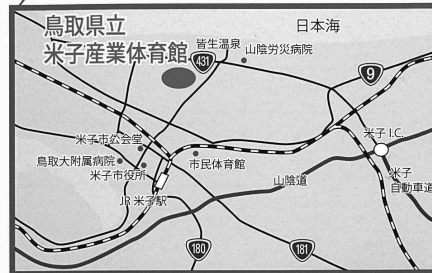 鳥取県立
米子産業体育館
日本海
皆生温泉
山陰労災病院
431
9
米子市公会堂
米子I.C.
鳥取大附属病院
市民体育館
米子市役所
山陰道
米子
自動車道
JR 米子駅
180
181